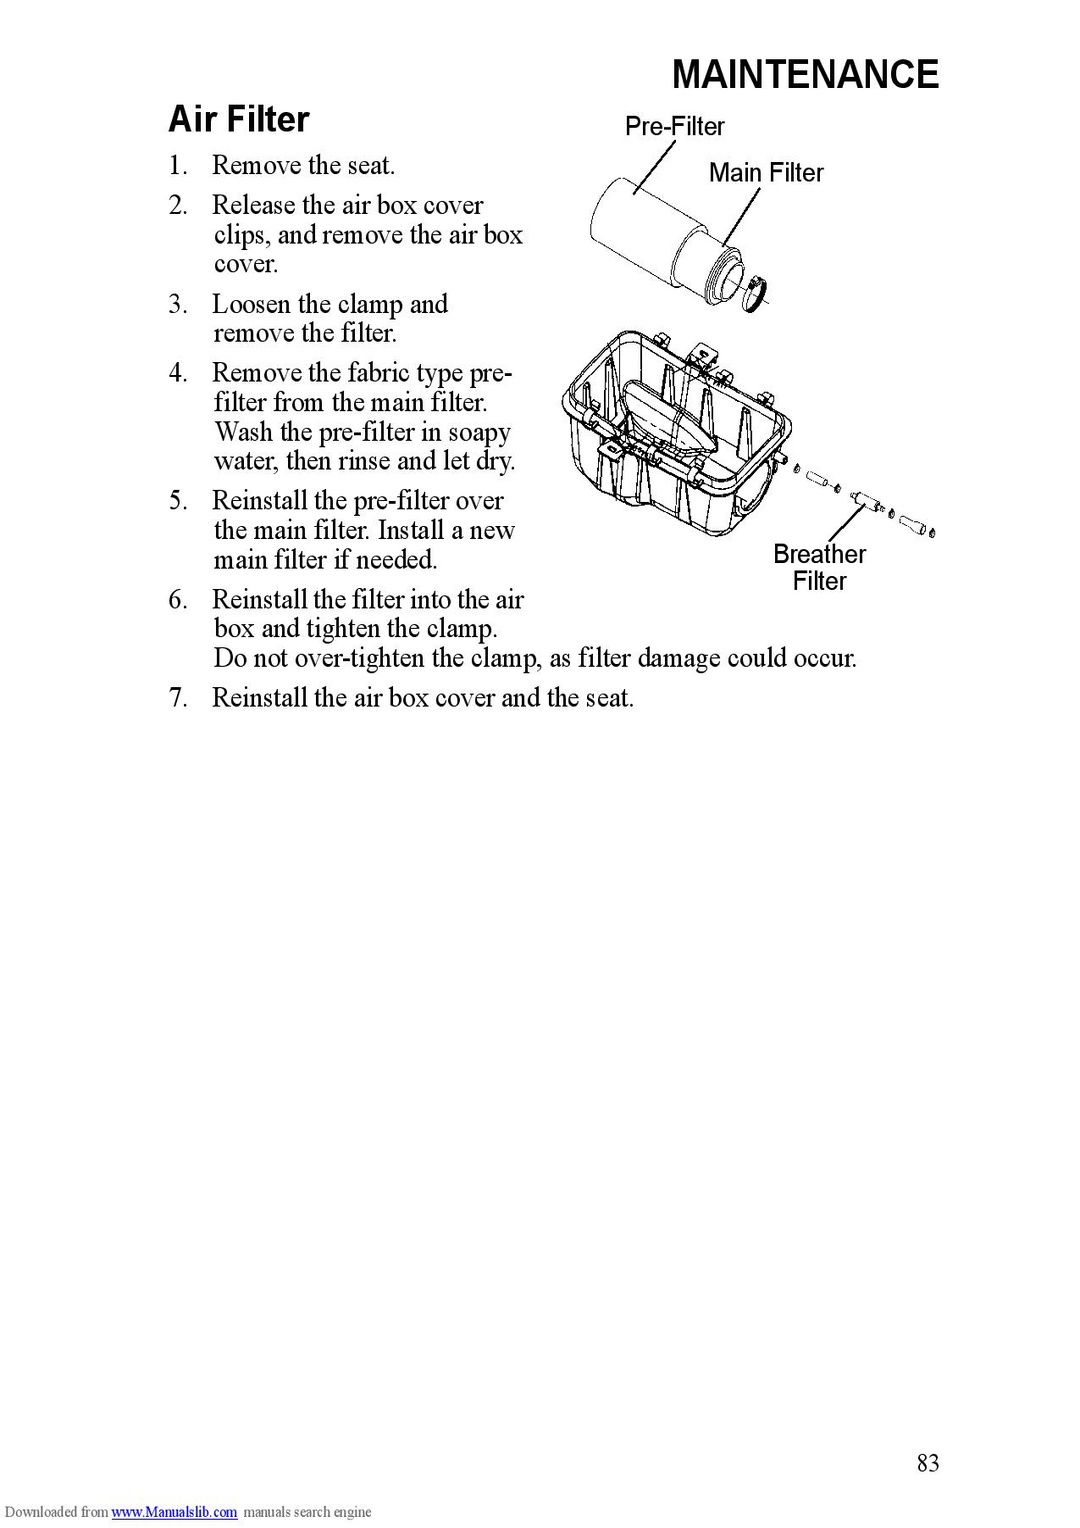 MAINTENANCE
Air Filter
1. Remove the seat.
2. Release the air box cover
clips, and remove the air box
cover.
3. Loosen the clamp and
remove the filter.
4. Remove the fabric type pre-
filter from the main filter.
Wash the pre-filter in soapy
water, then rinse and let dry.
5. Reinstall the pre-filter over
the main filter. Install a new
main filter if needed.
6. Reinstall the filter into the air
box and tighten the clamp.
Do not over-tighten the clamp, as filter damage could occur.
7. Reinstall the air box cover and the seat.
Pre-Filter
Main Filter
Breather
Filter
83
Downloaded from www.Manualslib.com manuals search engine